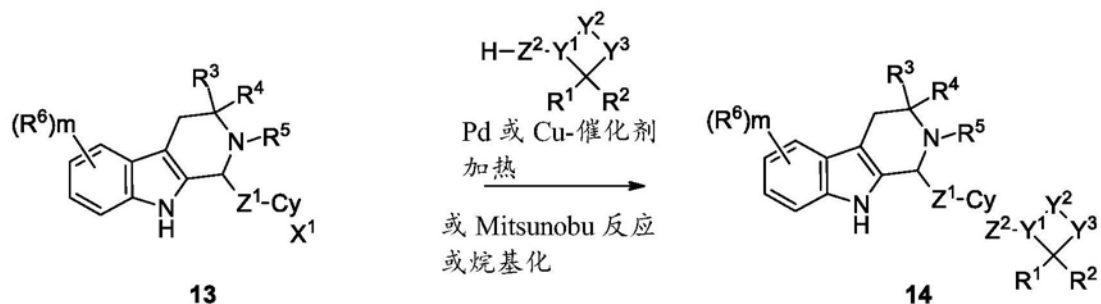 Y²
H-Z²-Y¹ Y³
R¹ R²
R³
R⁴
(R⁶)m
N-R⁵
N
H
Z¹-Cy
X¹
13
Pd 或 Cu-催化剂
加热
或 Mitsunobu 反应
或烷基化
R³
R⁴
(R⁶)m
N-R⁵
N
H
Z¹-Cy
Y²
Z²-Y¹ Y³
R¹ R²
14